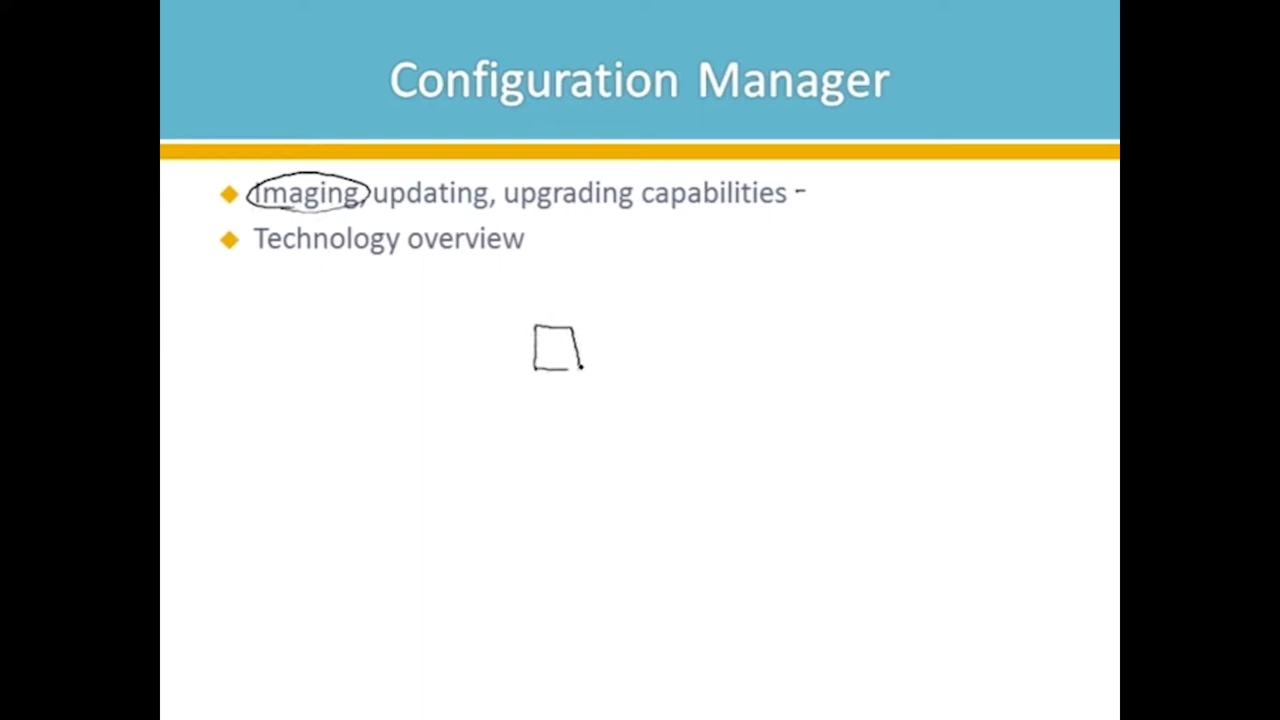 Configuration Manager
Imaging, updating, upgrading capabilities -
Technology overview